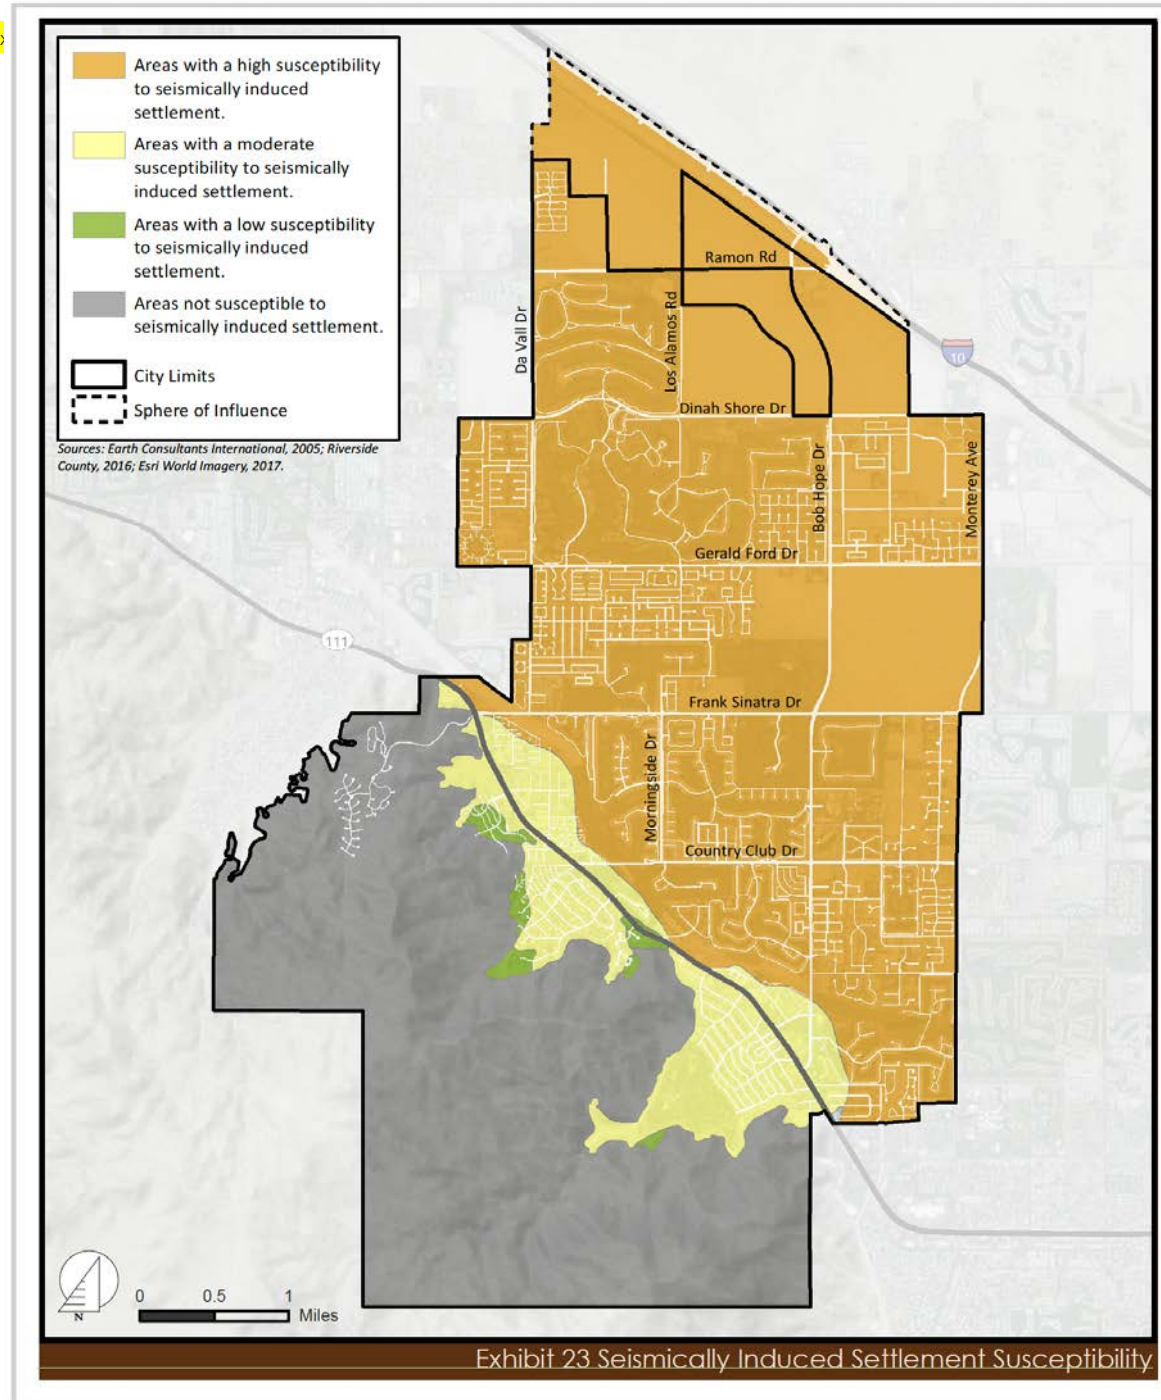 Areas with a high susceptibility
to seismically induced
settlement.
Areas with a moderate
susceptibility to seismically
induced settlement.
Areas with a low susceptibility
to seismically induced
settlement.
Areas not susceptible to
seismically induced settlement.
City Limits
Sphere of Influence
Sources: Earth Consultants International, 2005; Riverside
County, 2016; Esri World Imagery, 2017.
Ramon Rd
Da Vall Dr
Los Alamos Rd
10
Dinah Shore Dr
Bob Hope Dr
Monterey Ave
Gerald Ford Dr
111
Frank Sinatra Dr
Morningside Dr
Country Club Dr
N
0 0.5 1
Miles
Exhibit 23 Seismically Induced Settlement Susceptibility